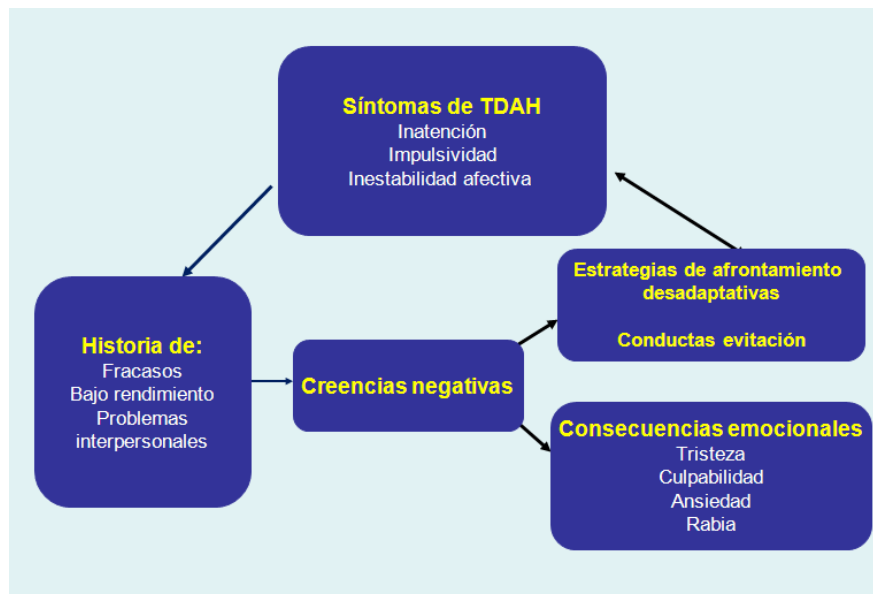 Síntomas de TDAH
Inatención
Impulsividad
Inestabilidad afectiva
Estrategias de afrontamiento
desadaptativas
Conductas evitación
Historia de:
Fracasos
Bajo rendimiento
Problemas
interpersonales
Creencias negativas
Consecuencias emocionales
Tristeza
Culpabilidad
Ansiedad
Rabia